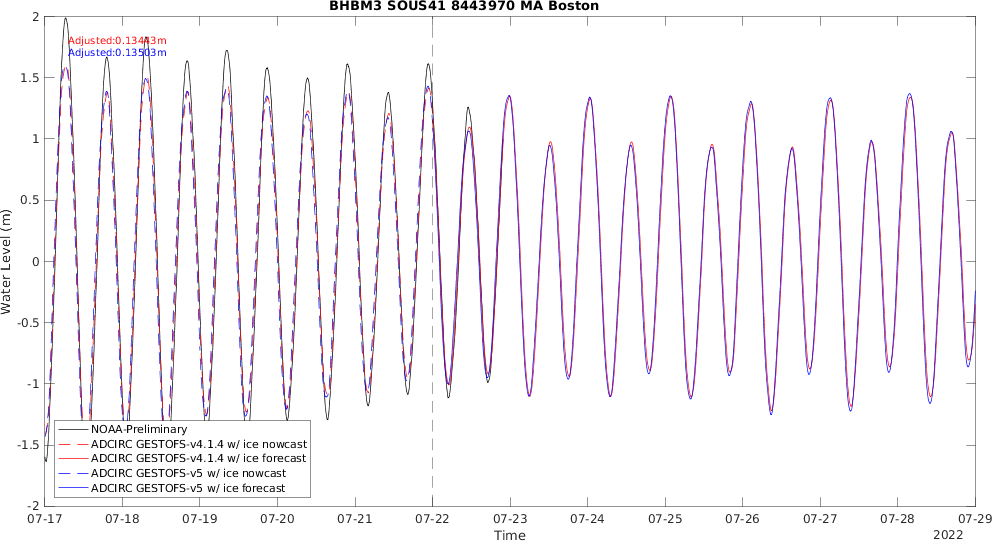 BHBM3 SOUS41 8443970 MA Boston
Adjusted:0.13443m
Adjusted:0.13503m
Water Level (m)
2
1.5
1
0.5
0
-0.5
-1
-1.5
-2
NOAA-Preliminary
ADCIRC GESTOFS-v4.1.4 w/ ice nowcast
ADCIRC GESTOFS-v4.1.4 w/ ice forecast
ADCIRC GESTOFS-v5 w/ ice nowcast
ADCIRC GESTOFS-v5 w/ ice forecast
07-17 07-18 07-19 07-20 07-21 07-22 07-23 07-24 07-25 07-26 07-27 07-28 07-29
Time
2022